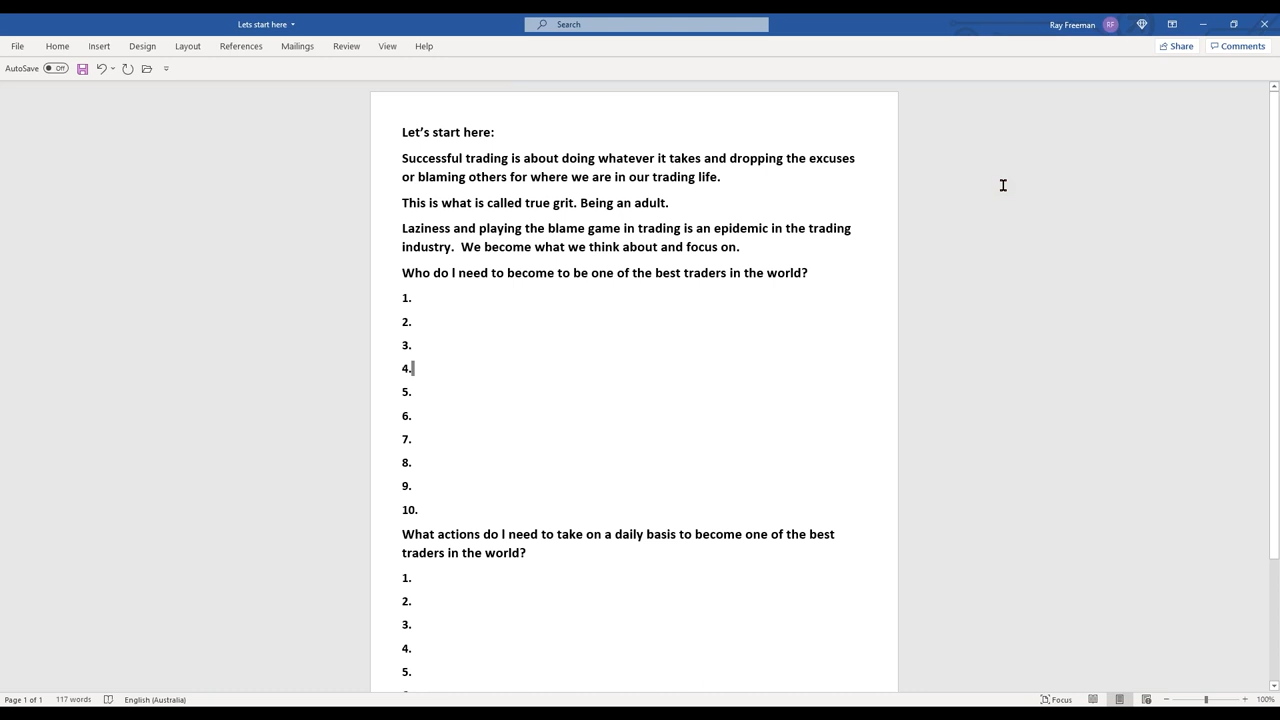 Lets start here
Search
Ray Freeman RF
File Home Insert Design Layout References Mailings Review View Help
Share Comments
AutoSave Off
Let’s start here:
Successful trading is about doing whatever it takes and dropping the excuses
or blaming others for where we are in our trading life.
This is what is called true grit. Being an adult.
Laziness and playing the blame game in trading is an epidemic in the trading
industry.  We become what we think about and focus on.
Who do I need to become to be one of the best traders in the world?
1.
2.
3.
4.
5.
6.
7.
8.
9.
10.
What actions do I need to take on a daily basis to become one of the best
traders in the world?
1.
2.
3.
4.
5.
Page 1 of 1 117 words English (Australia) Focus 100%